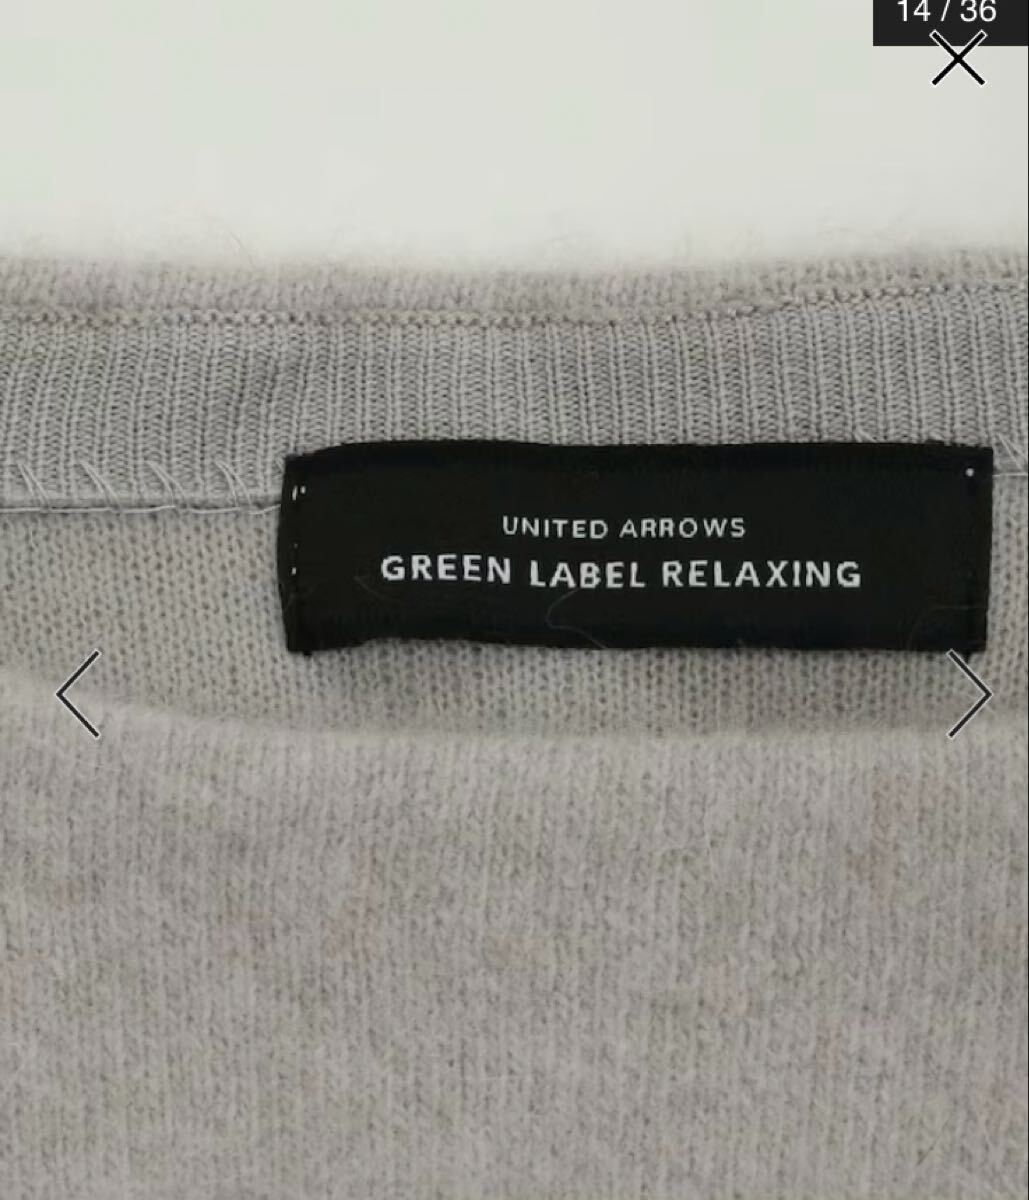 14 / 36
UNITED ARROWS
GREEN LABEL RELAXING